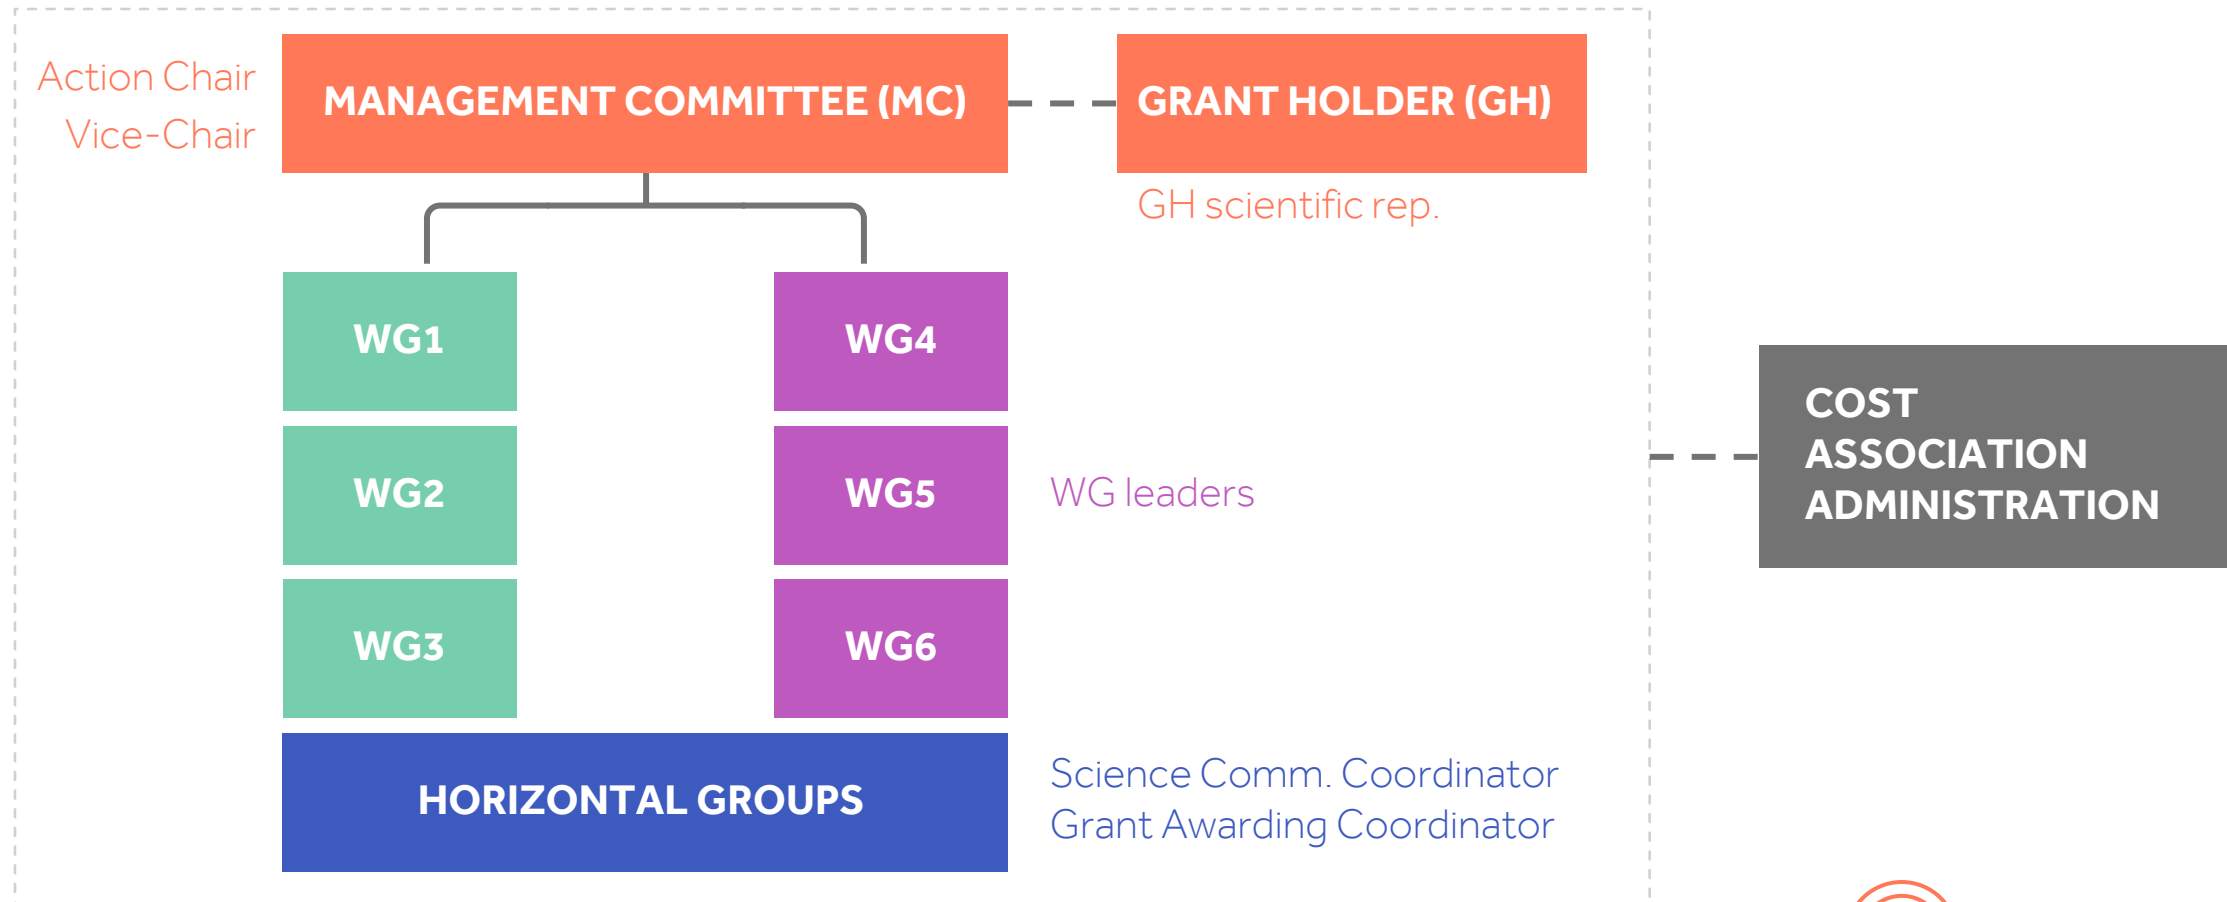 Action Chair
Vice-Chair
MANAGEMENT COMMITTEE (MC)
GRANT HOLDER (GH)
GH scientific rep.
WG1
WG4
WG2
WG5
WG leaders
WG3
WG6
HORIZONTAL GROUPS
Science Comm. Coordinator
Grant Awarding Coordinator
COST
ASSOCIATION
ADMINISTRATION